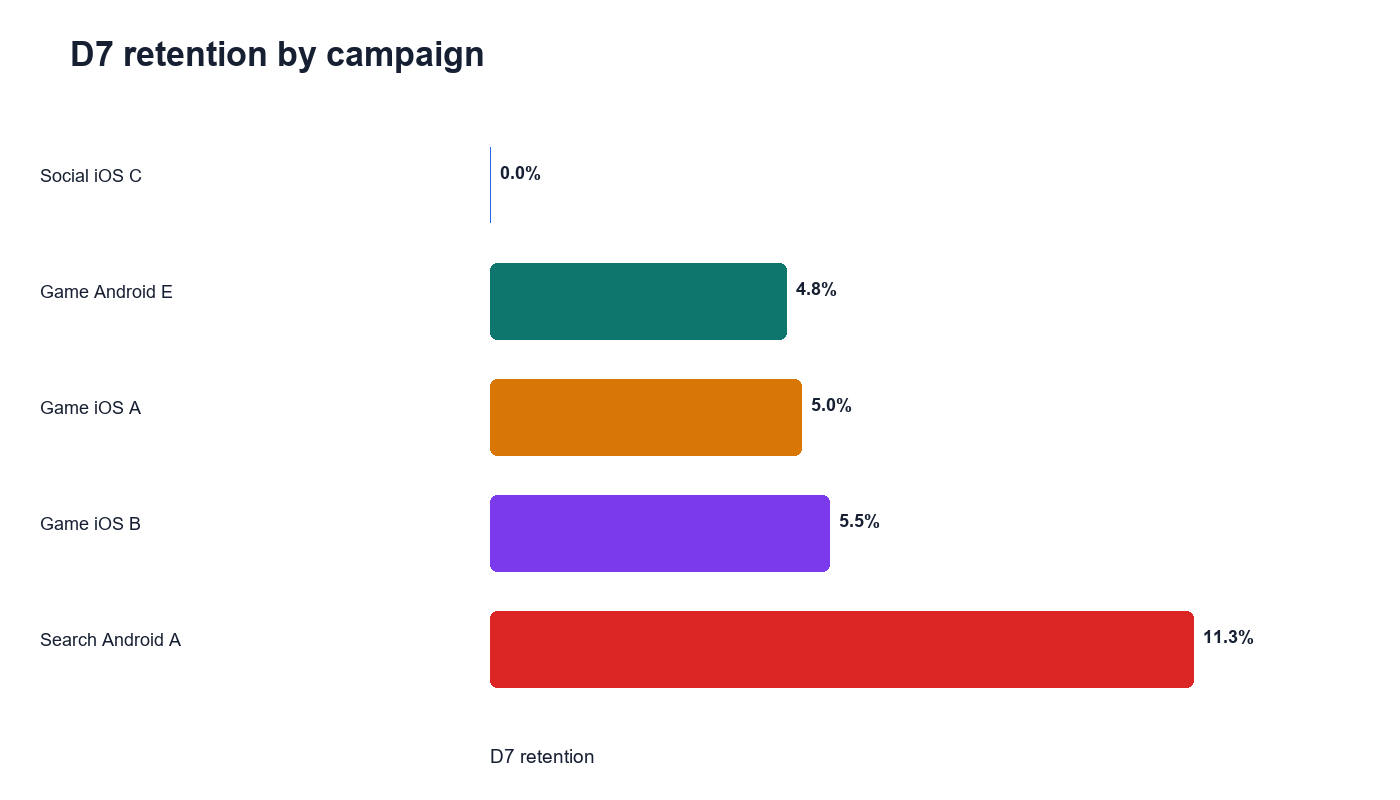 D7 retention by campaign
Social iOS C
0.0%
Game Android E
4.8%
Game iOS A
5.0%
Game iOS B
5.5%
Search Android A
11.3%
D7 retention